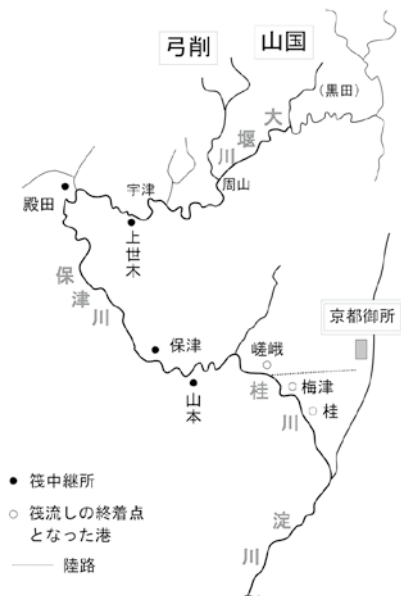 弓削
山国
(黒田)
大堰川
周山
宇津
殿田
上世木
保津川
保津
山本
嵯峨
京都御所
梅津
桂
桂川
淀川
筏中継所
筏流しの終着点
となった港
陸路